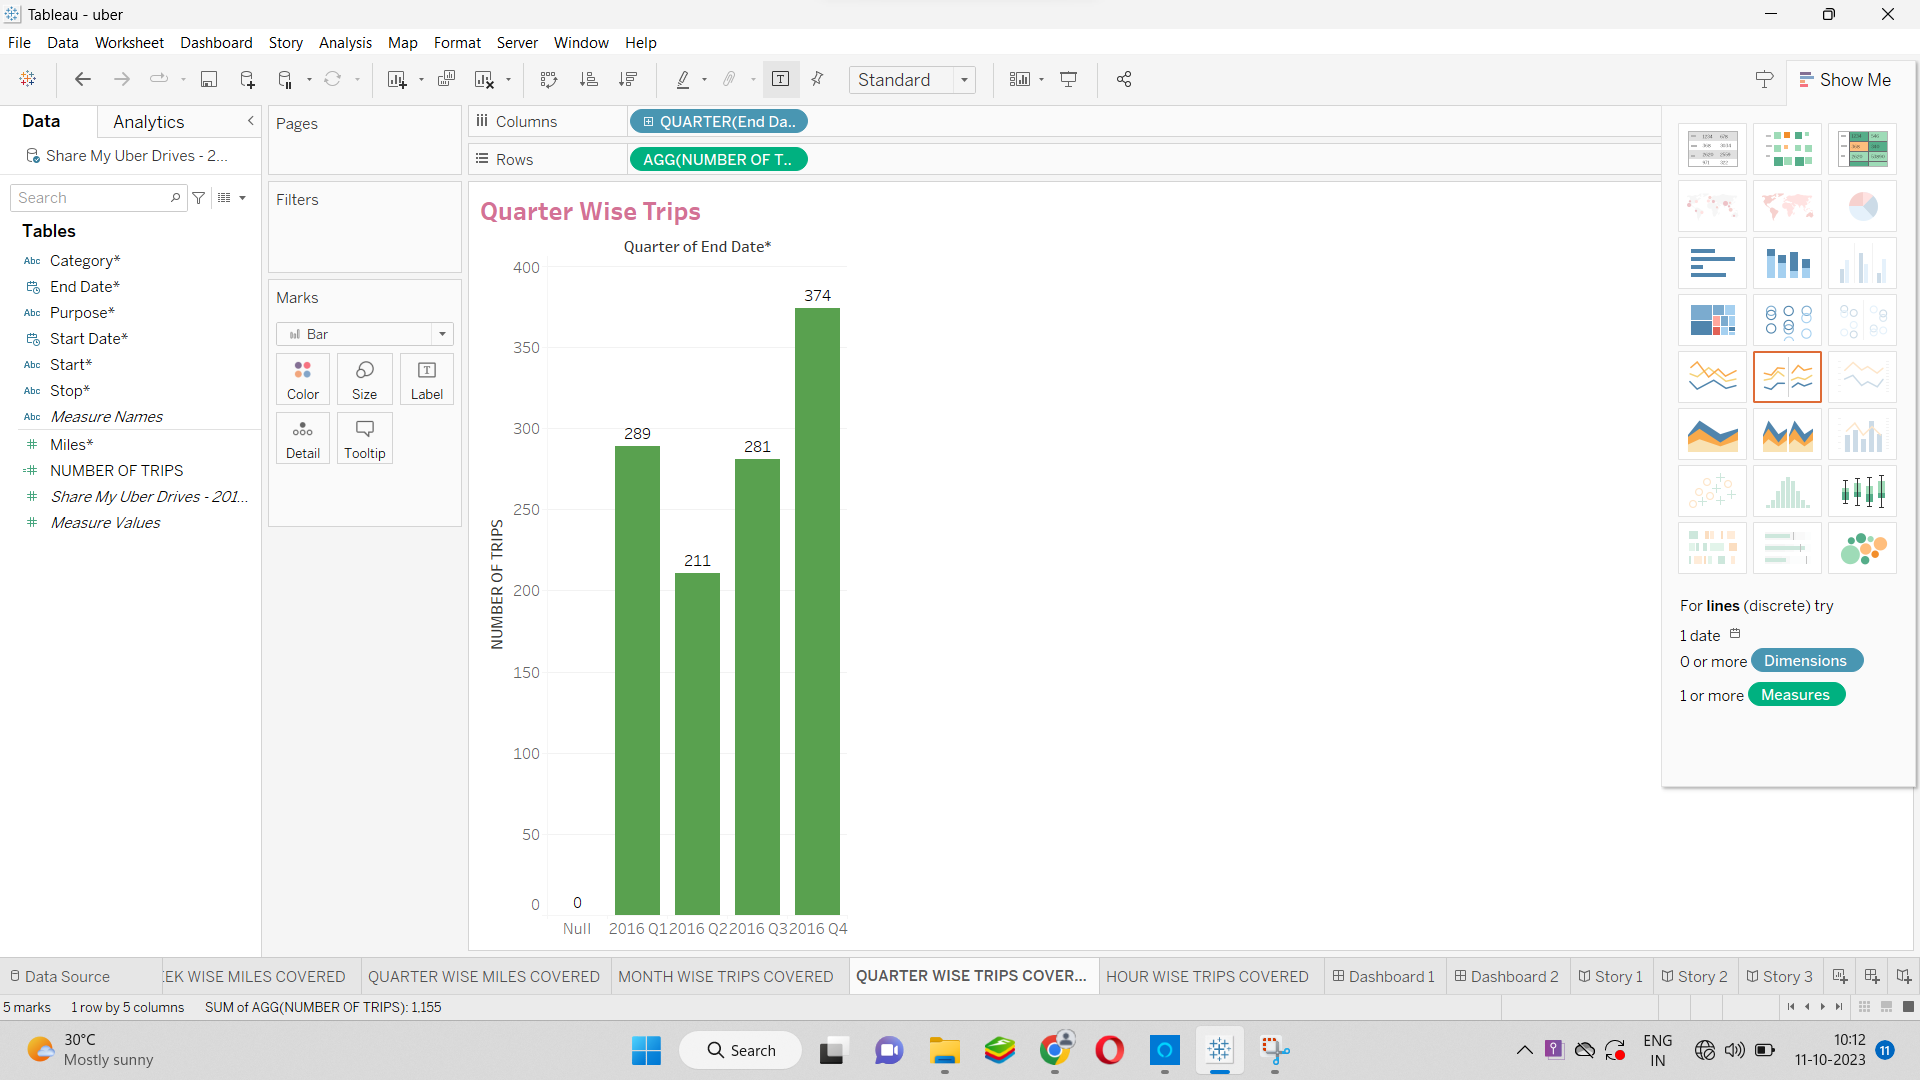 Tableau - uber
File Data Worksheet Dashboard Story Analysis Map Format Server Window Help
Standard
Show Me
Data
Analytics
Share My Uber Drives - 2...
Search
Tables
Abc Category*
End Date*
Abc Purpose*
Start Date*
Abc Start*
Abc Stop*
Abc Measure Names
# Miles*
=# NUMBER OF TRIPS
# Share My Uber Drives - 201...
# Measure Values
Pages
Filters
Marks
Bar
Color Size Label
Detail Tooltip
Columns QUARTER(End Da..
Rows AGG(NUMBER OF T..
Quarter Wise Trips
Quarter of End Date*
NUMBER OF TRIPS
400
350
300
250
200
150
100
50
0
0
289
211
281
374
Null 2016 Q1 2016 Q2 2016 Q3 2016 Q4
For lines (discrete) try
1 date
0 or more Dimensions
1 or more Measures
Data Source
EEK WISE MILES COVERED
QUARTER WISE MILES COVERED
MONTH WISE TRIPS COVERED
QUARTER WISE TRIPS COVER...
HOUR WISE TRIPS COVERED
Dashboard 1
Dashboard 2
Story 1
Story 2
Story 3
5 marks 1 row by 5 columns SUM of AGG(NUMBER OF TRIPS): 1,155
30°C
Mostly sunny
Search
ENG
IN
10:12
11-10-2023
11